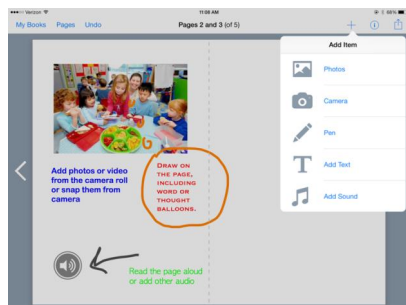 Verizon 11:08 AM 88%
My Books Pages Undo Pages 2 and 3 (of 5)
Add Item
Photos
Camera
Pen
Add Text
Add Sound
Add photos or video
from the camera roll
or snap them from
camera
DRAW ON
THE PAGE,
INCLUDING
WORD OR
THOUGHT
BALLOONS.
Read the page aloud
or add other audio